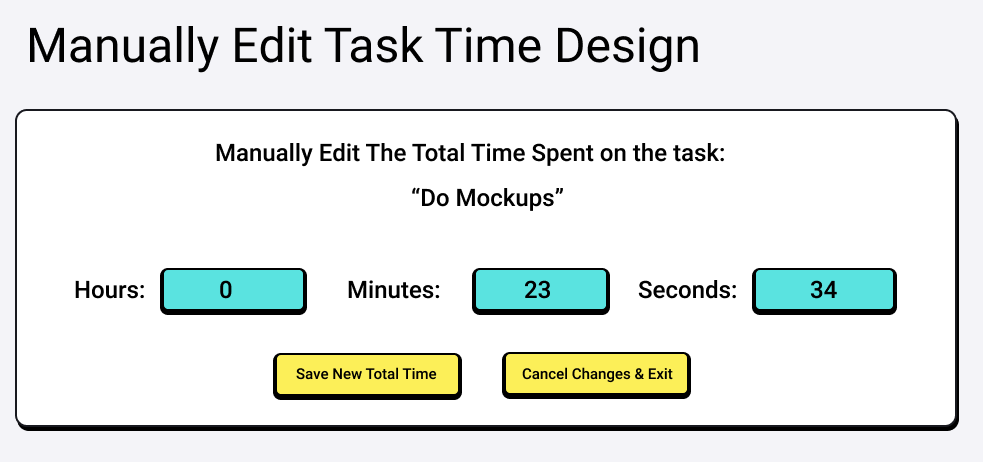 Manually Edit Task Time Design
Manually Edit The Total Time Spent on the task:
“Do Mockups”
Hours: 0 Minutes: 23 Seconds: 34
Save New Total Time Cancel Changes & Exit